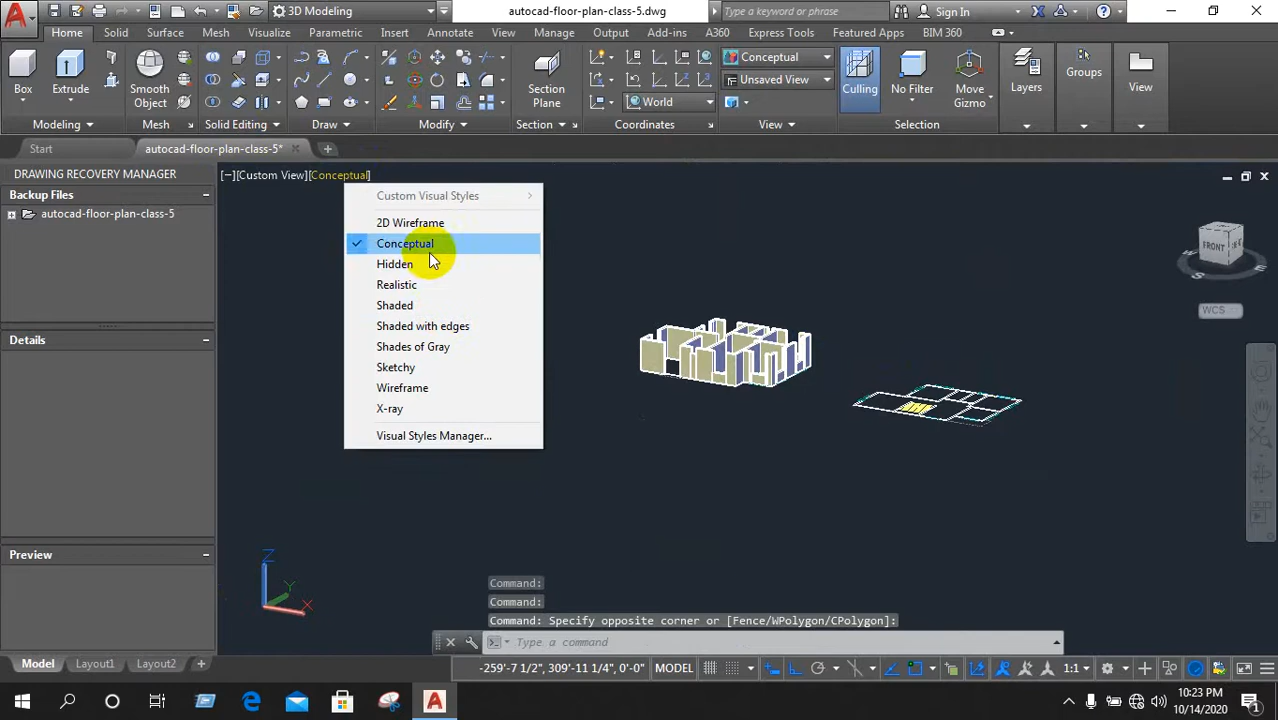 3D Modeling
autocad-floor-plan-class-5.dwg
Type a keyword or phrase
Sign In
Home Solid Surface Mesh Visualize Parametric Insert Annotate View Manage Output Add-ins A360 Express Tools Featured Apps BIM 360
Box
Extrude
Smooth
Object
Section
Plane
Conceptual
Unsaved View
World
Culling
No Filter
Move
Gizmo
Layers
Groups
View
Modeling
Mesh
Solid Editing
Draw
Modify
Section
Coordinates
View
Selection
Start
autocad-floor-plan-class-5*
DRAWING RECOVERY MANAGER
Backup Files
autocad-floor-plan-class-5
Details
Preview
[−][Custom View][Conceptual]
Custom Visual Styles
2D Wireframe
Conceptual
Hidden
Realistic
Shaded
Shaded with edges
Shades of Gray
Sketchy
Wireframe
X-ray
Visual Styles Manager...
FRONT
S
E
WCS
Z
Y
X
Command:
Command:
Command: Specify opposite corner or [Fence/WPolygon/CPolygon]:
Type a command
Model
Layout1
Layout2
-259'-7 1/2", 309'-11 1/4", 0'-0"
MODEL
1:1
10:23 PM
10/14/2020